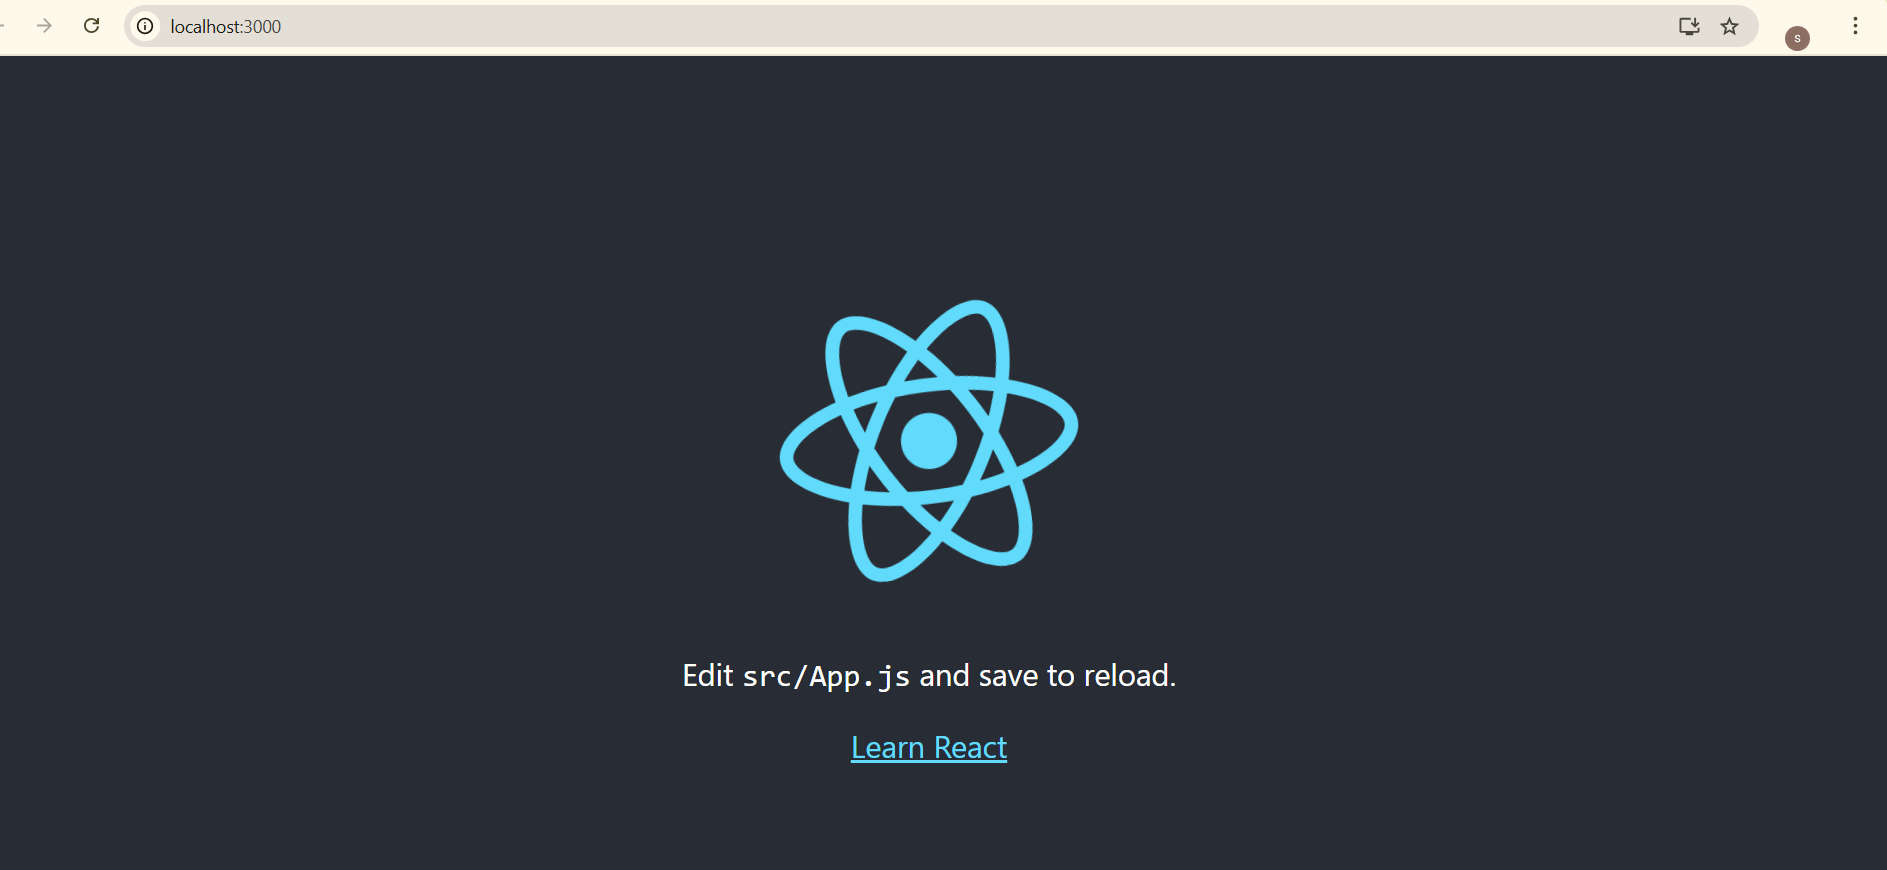 localhost:3000
s
Edit src/App.js and save to reload.
Learn React